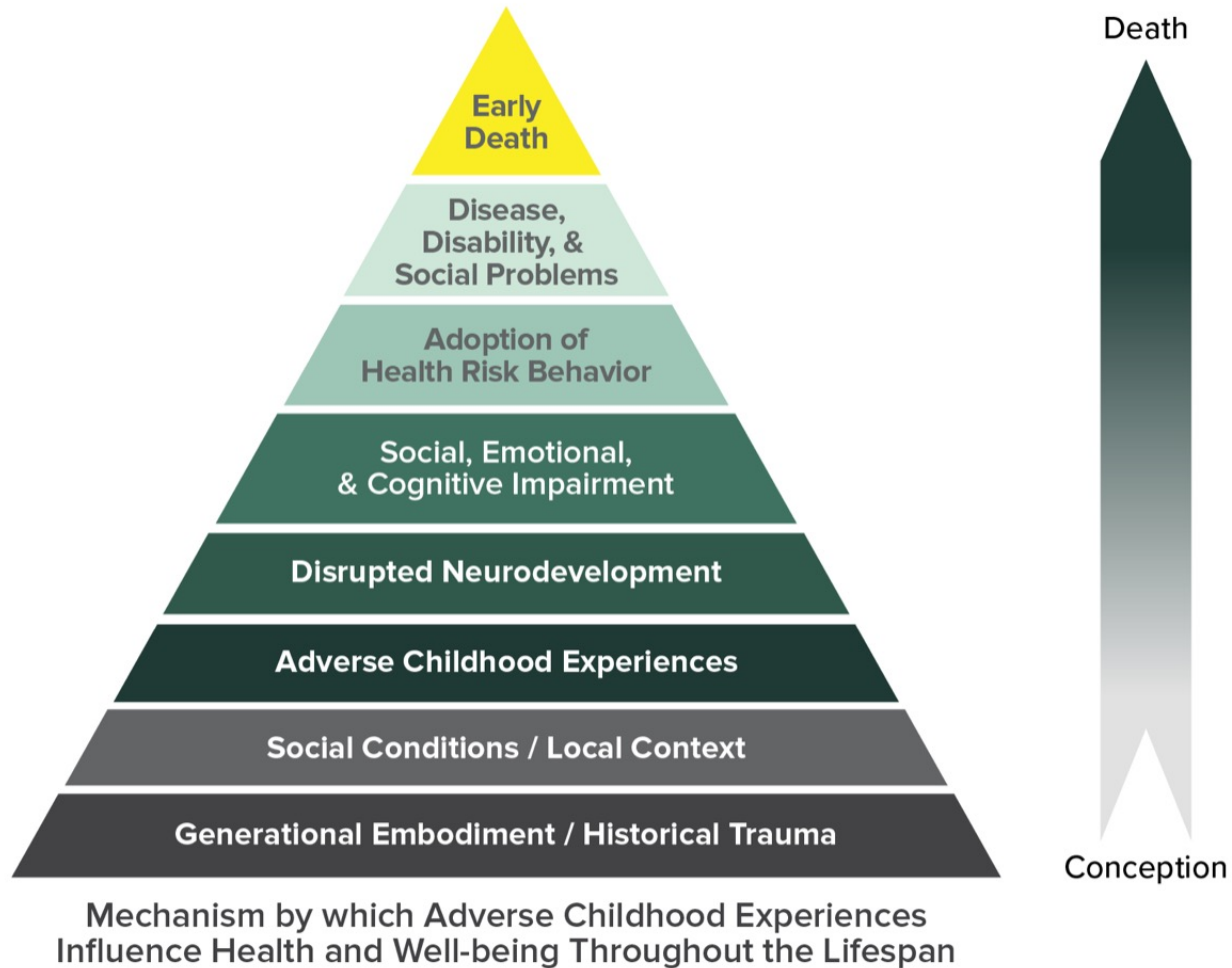 Death
Early
Death
Disease,
Disability, &
Social Problems
Adoption of
Health Risk Behavior
Social, Emotional,
& Cognitive Impairment
Disrupted Neurodevelopment
Adverse Childhood Experiences
Social Conditions / Local Context
Generational Embodiment / Historical Trauma
Conception
Mechanism by which Adverse Childhood Experiences
Influence Health and Well-being Throughout the Lifespan